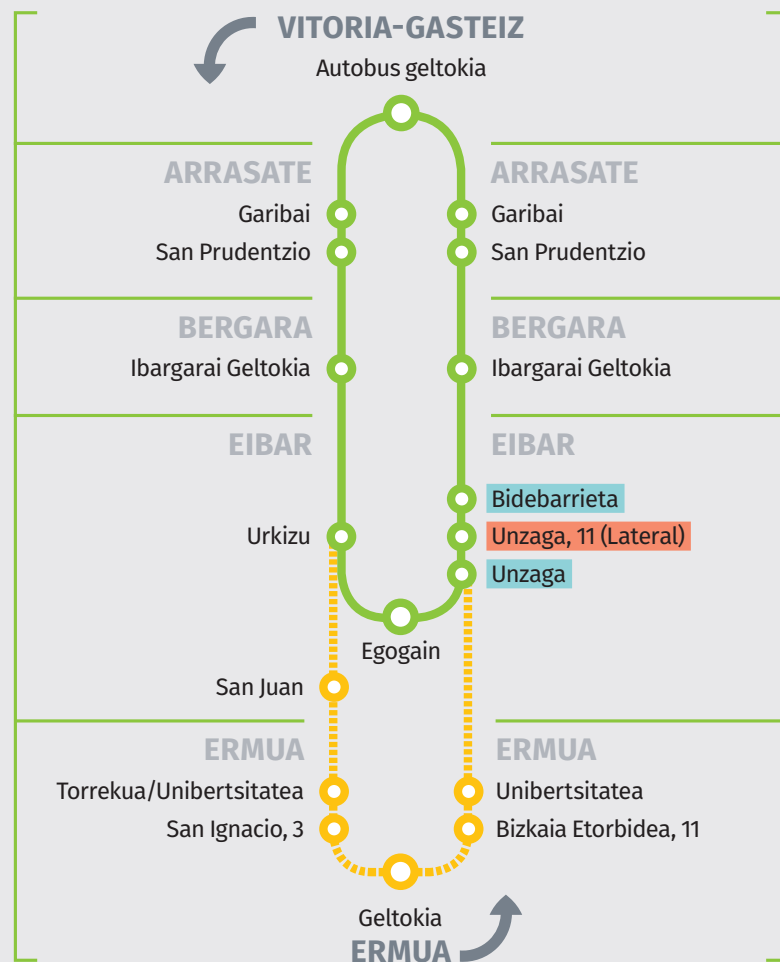 VITORIA-GASTEIZ
Autobus geltokia
ARRASATE
Garibai
San Prudentzio
BERGARA
Ibargarai Geltokia
EIBAR
Urkizu
Egogain
San Juan
ERMUA
Torrekua/Unibertsitatea
San Ignacio, 3
Geltokia
ERMUA
ARRASATE
Garibai
San Prudentzio
BERGARA
Ibargarai Geltokia
EIBAR
Bidebarrieta
Unzaga, 11 (Lateral)
Unzaga
ERMUA
Unibertsitatea
Bizkaia Etorbidea, 11